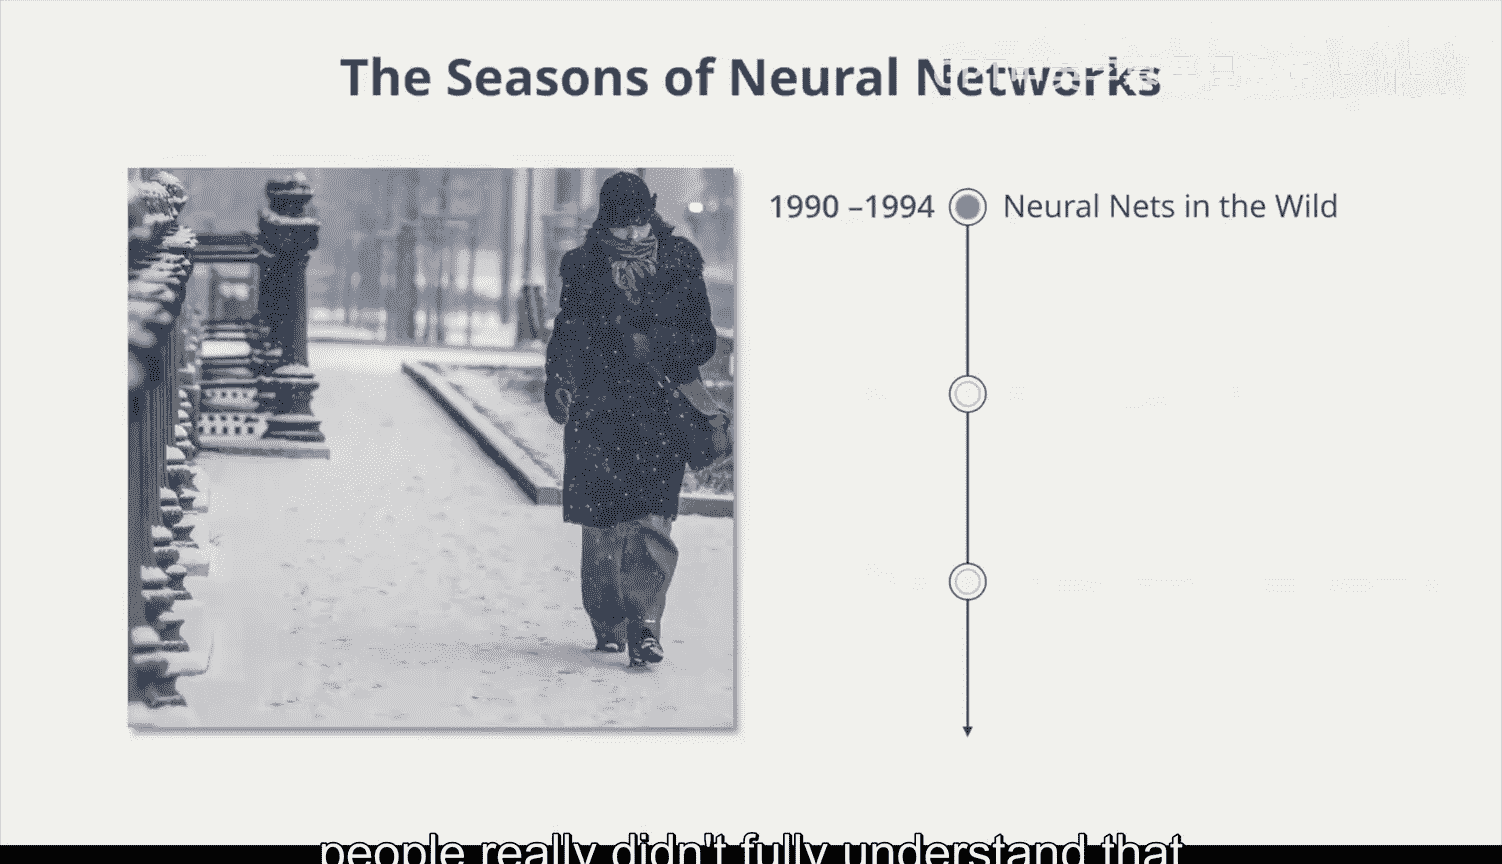 The Seasons of Neural Networks
1990 –1994 Neural Nets in the Wild
people really didn't fully understand that